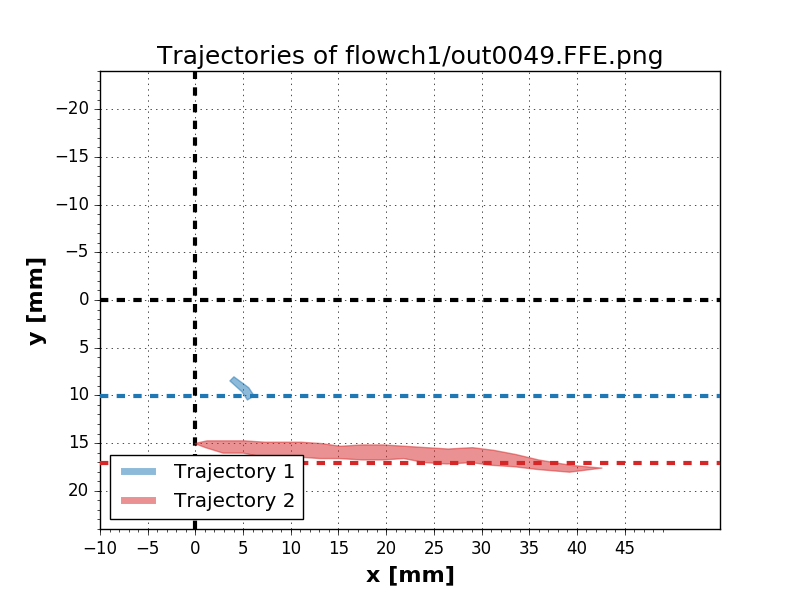 Trajectories of flowch1/out0049.FFE.png
y [mm]
−20
−15
−10
−5
0
5
10
15
20
Trajectory 1
Trajectory 2
−10 −5 0 5 10 15 20 25 30 35 40 45
x [mm]